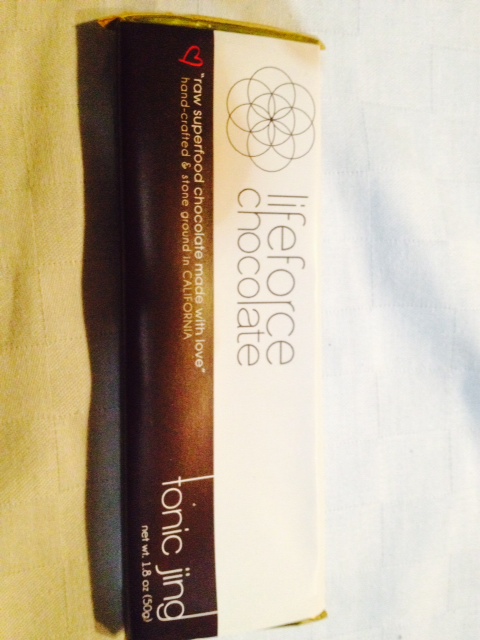 lifeforce
chocolate
"raw superfood chocolate made with love"
hand-crafted & stone ground in CALIFORNIA
tonic jing
net wt. 1.8 oz (50g)